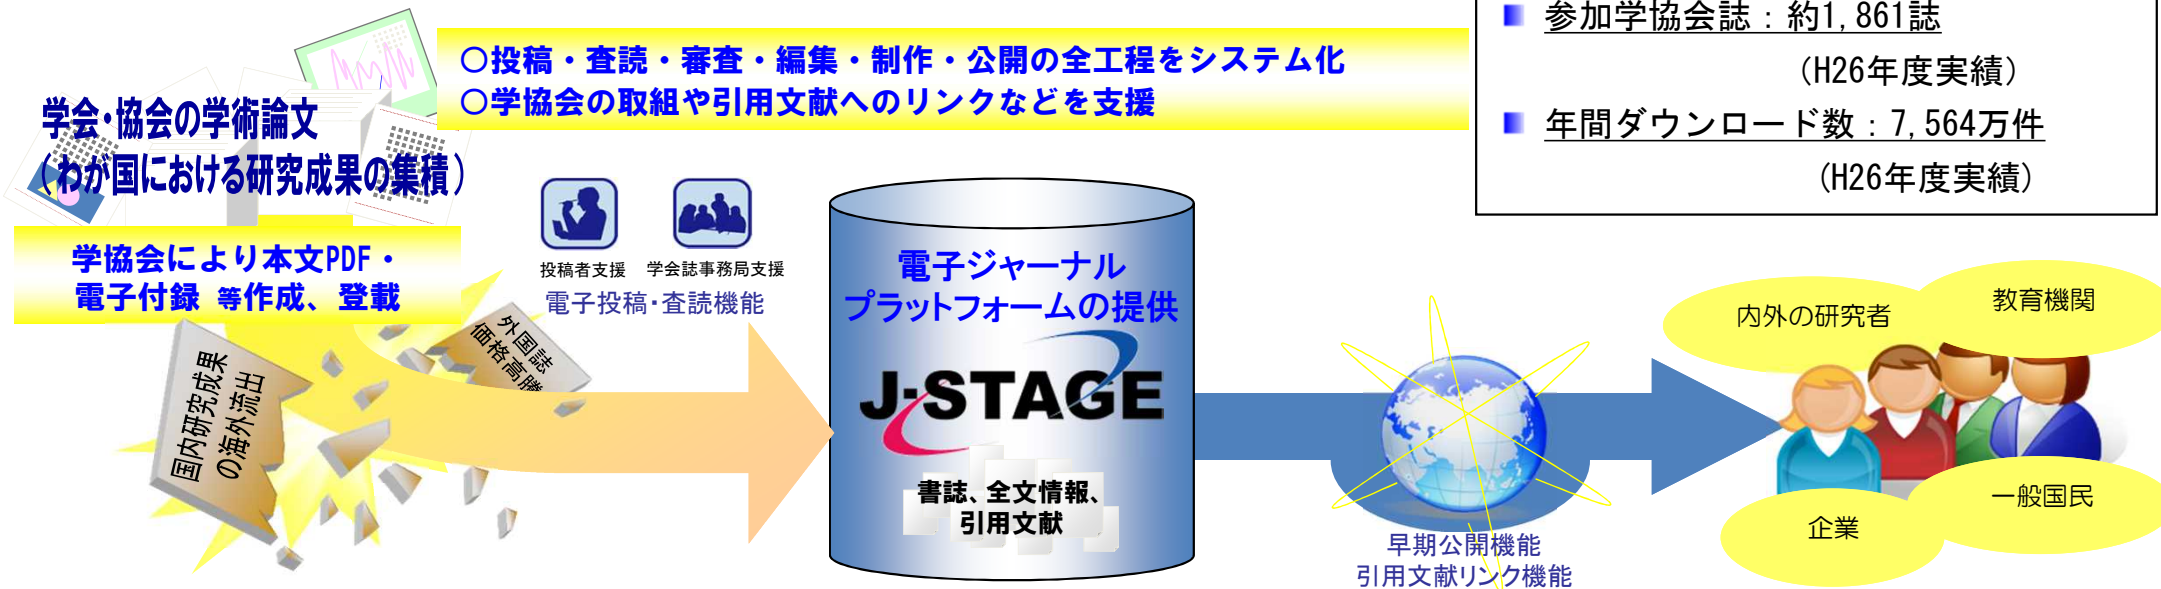 ○投稿・査読・審査・編集・制作・公開の全工程をシステム化
○学協会の取組や引用文献へのリンクなどを支援
参加学協会誌：約1,861誌
(H26年度実績)
年間ダウンロード数：7,564万件
(H26年度実績)
学会・協会の学術論文
（わが国における研究成果の集積）
学協会により本文PDF・
電子付録 等作成、登載
投稿者支援
学会誌事務局支援
電子投稿・査読機能
外国誌
価格高騰
国内研究成果
の海外流出
電子ジャーナル
プラットフォームの提供
J-STAGE
書誌、全文情報、
引用文献
早期公開機能
引用文献リンク機能
内外の研究者
教育機関
企業
一般国民